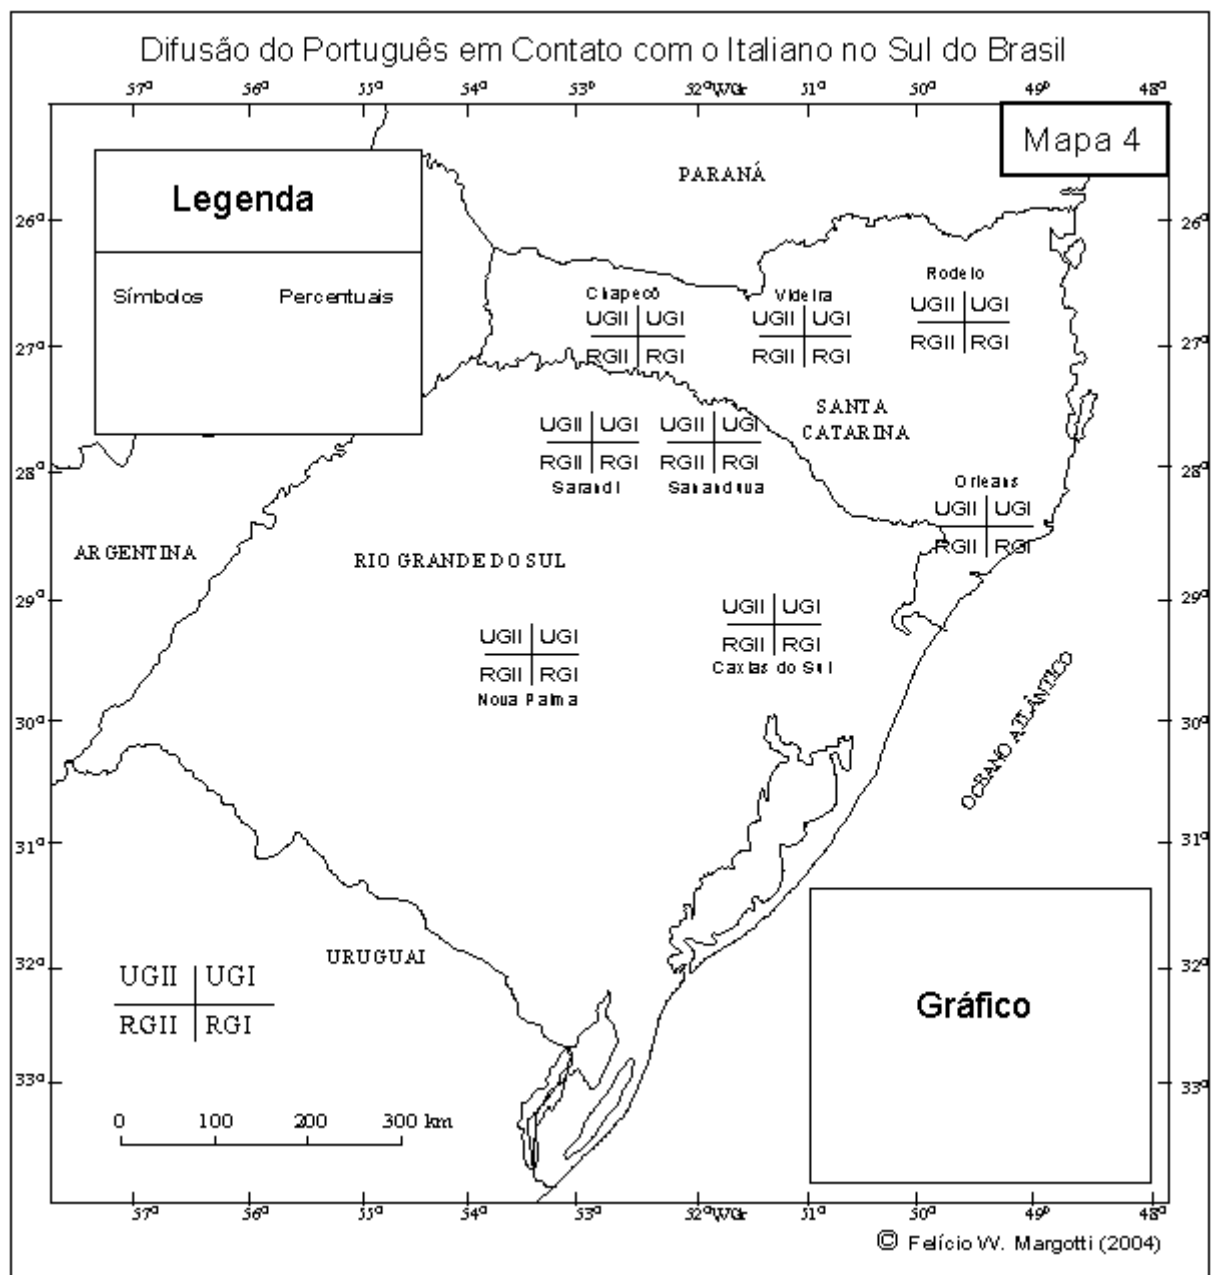 Difusão do Português em Contato com o Italiano no Sul do Brasil
57º 56º 55º 54º 53º 52ºWGr 51º 50º 49º 48º
Mapa 4
PARANÁ
Legenda
26º 26º
Símbolos Percentuais
Rodeio
Chapecó Videira
UGII UGI UGII UGI UGII UGI
RGII RGI RGII RGI RGII RGI
27º 27º
SANTA
CATARINA
UGII UGI UGII UGI
RGII RGI RGII RGI
Sarandi Sananduva
28º 28º
Orleans
UGII UGI
RGII RGI
ARGENTINA
RIO GRANDE DO SUL
29º 29º
UGII UGI
RGII RGI
Caxias do Sul
UGII UGI
RGII RGI
Nova Palma
OCEANO ATLÂNTICO
30º 30º
31º 31º
URUGUAI
32º 32º
UGII UGI
RGII RGI
Gráfico
33º 33º
0 100 200 300 km
57º 56º 55º 54º 53º 52ºWGr 51º 50º 49º 48º
© Felício W. Margotti (2004)